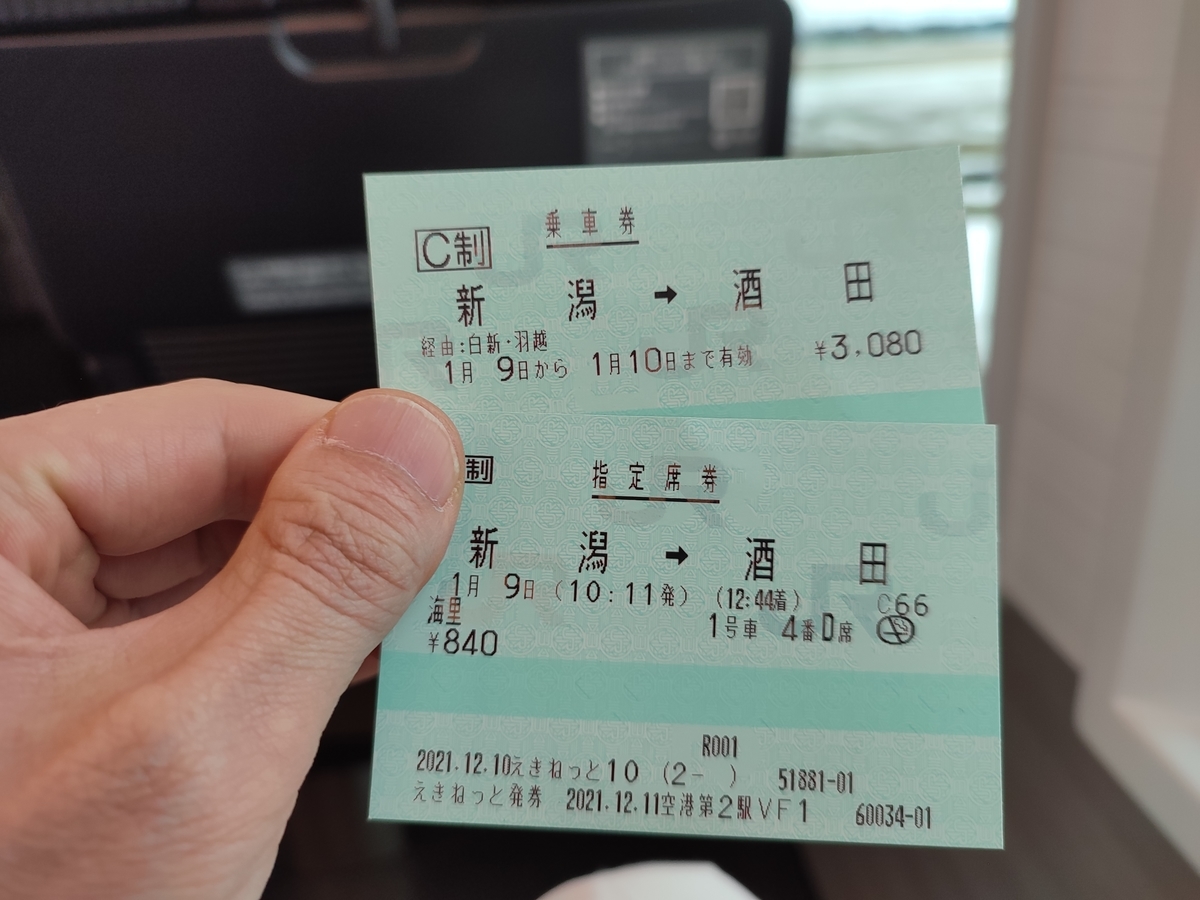 乗車券
C制
新潟 → 酒田
経由:白新・羽越
1月 9日から 1月10日まで有効 ¥3,080
制 指定席券
新潟 → 酒田
1月 9日 (10:11発) (12:44着) C66
海里 1号車 4番D席
¥840
R001
2021.12.10えきねっと10 (2- ) 51881-01
えきねっと発券 2021.12.11空港第2駅VF1 60034-01